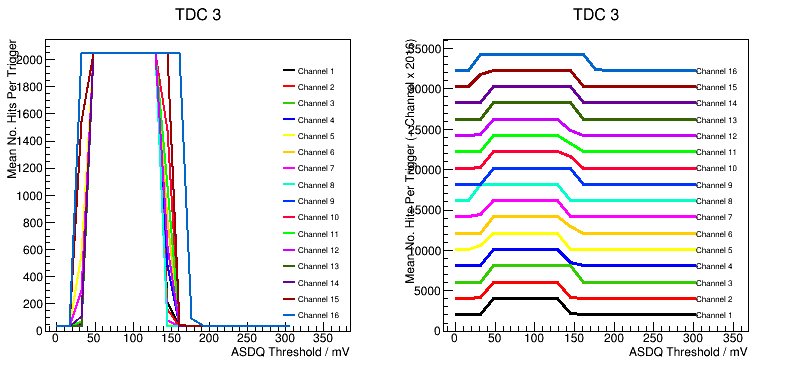 TDC 3
Mean No. Hits Per Trigger
2000
1800
1600
1400
1200
1000
800
600
400
200
0
0 50 100 150 200 250 300 350
ASDQ Threshold / mV
Channel 1
Channel 2
Channel 3
Channel 4
Channel 5
Channel 6
Channel 7
Channel 8
Channel 9
Channel 10
Channel 11
Channel 12
Channel 13
Channel 14
Channel 15
Channel 16
TDC 3
Mean No. Hits Per Trigger (+ Channel x 2016)
35000
30000
25000
20000
15000
10000
5000
0
0 50 100 150 200 250 300 350
ASDQ Threshold / mV
Channel 16
Channel 15
Channel 14
Channel 13
Channel 12
Channel 11
Channel 10
Channel 9
Channel 8
Channel 7
Channel 6
Channel 5
Channel 4
Channel 3
Channel 2
Channel 1